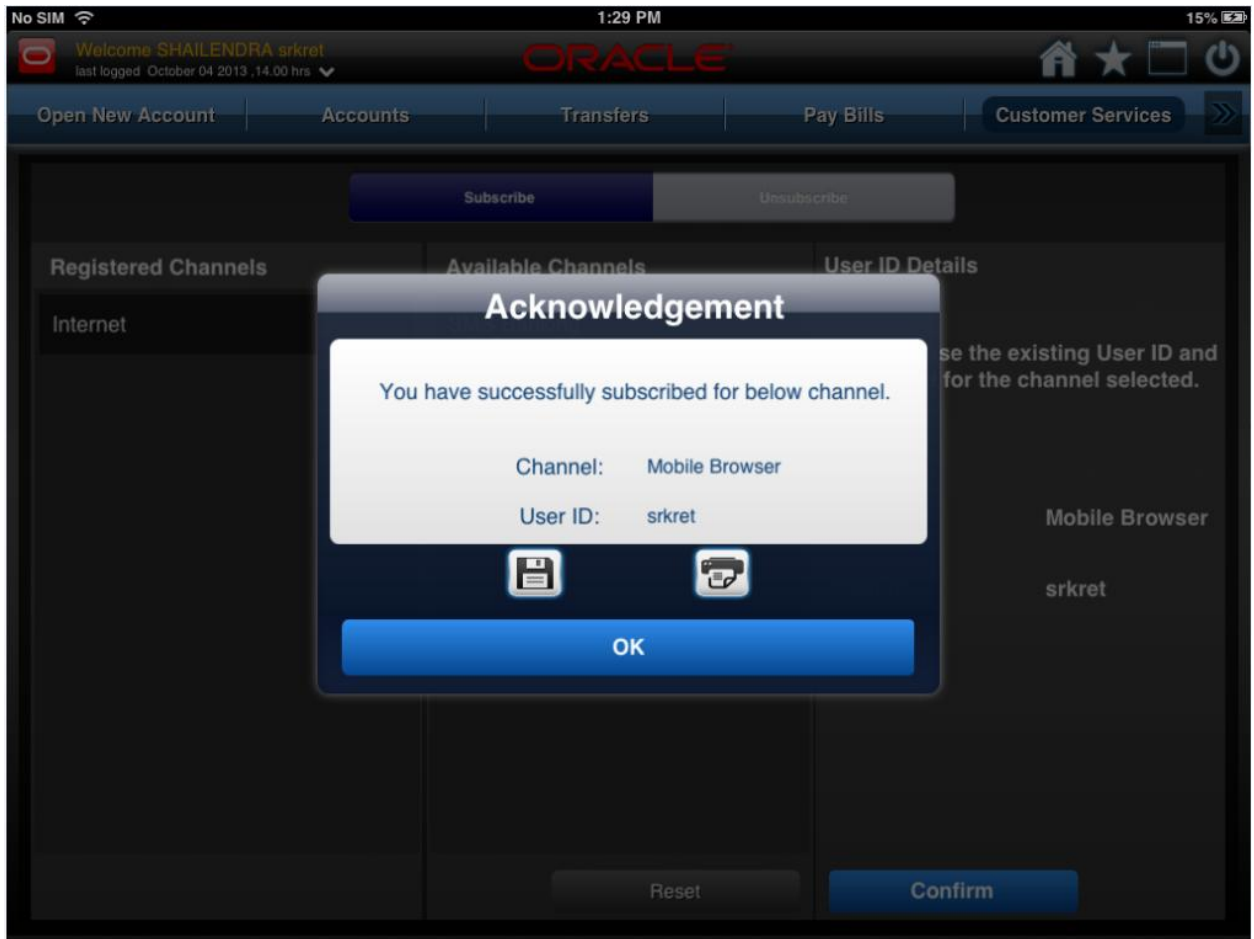 No SIM 1:29 PM 15%
Welcome SHAILENDRA srkret
last logged October 04 2013 ,14.00 hrs
ORACLE
Open New Account Accounts Transfers Pay Bills Customer Services
Subscribe Unsubscribe
Registered Channels Available Channels User ID Details
Internet
Acknowledgement
se the existing User ID and
for the channel selected.
You have successfully subscribed for below channel.
Channel: Mobile Browser
User ID: srkret
Mobile Browser
srkret
OK
Reset Confirm